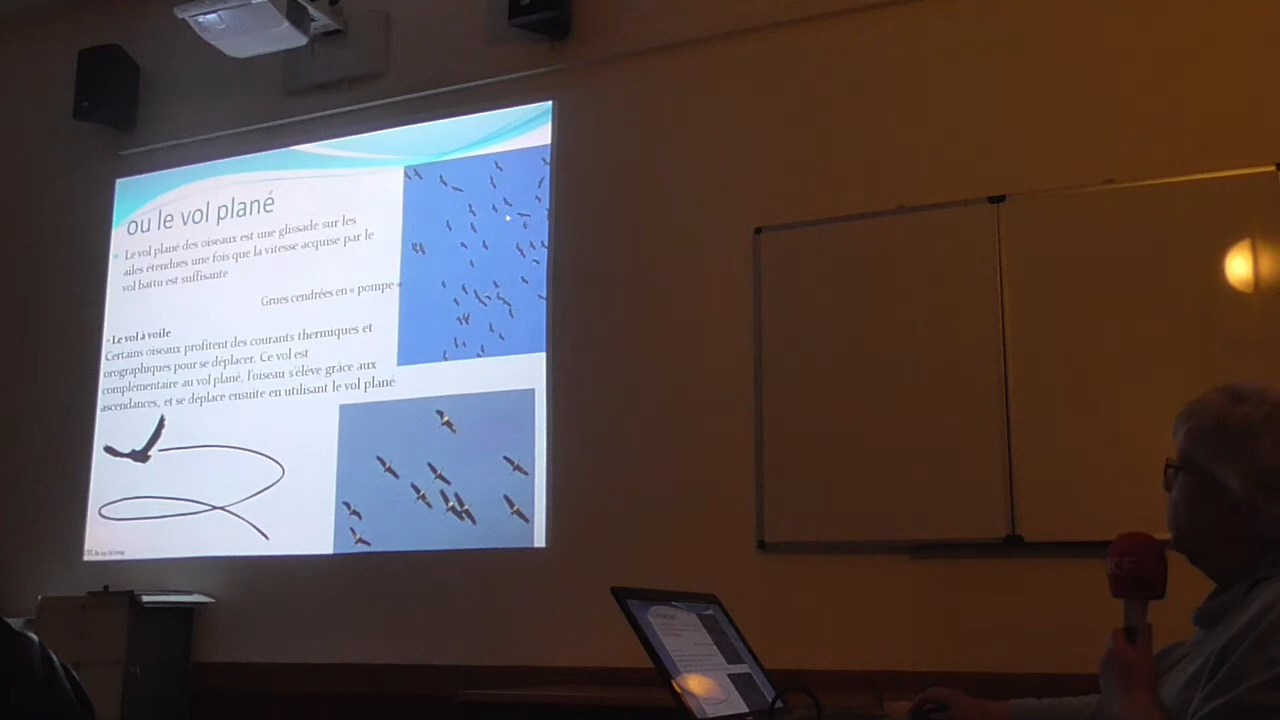 ou le vol plané
Le vol plané des oiseaux est une glissade sur les
ailes étendues une fois que la vitesse acquise par le
vol battu est suffisante
Grues cendrées en « pompe »
- Le vol à voile
Certains oiseaux profitent des courants thermiques et
orographiques pour se déplacer. Ce vol est
complémentaire au vol plané, l'oiseau s'élève grâce aux
ascendances, et se déplace ensuite en utilisant le vol plané